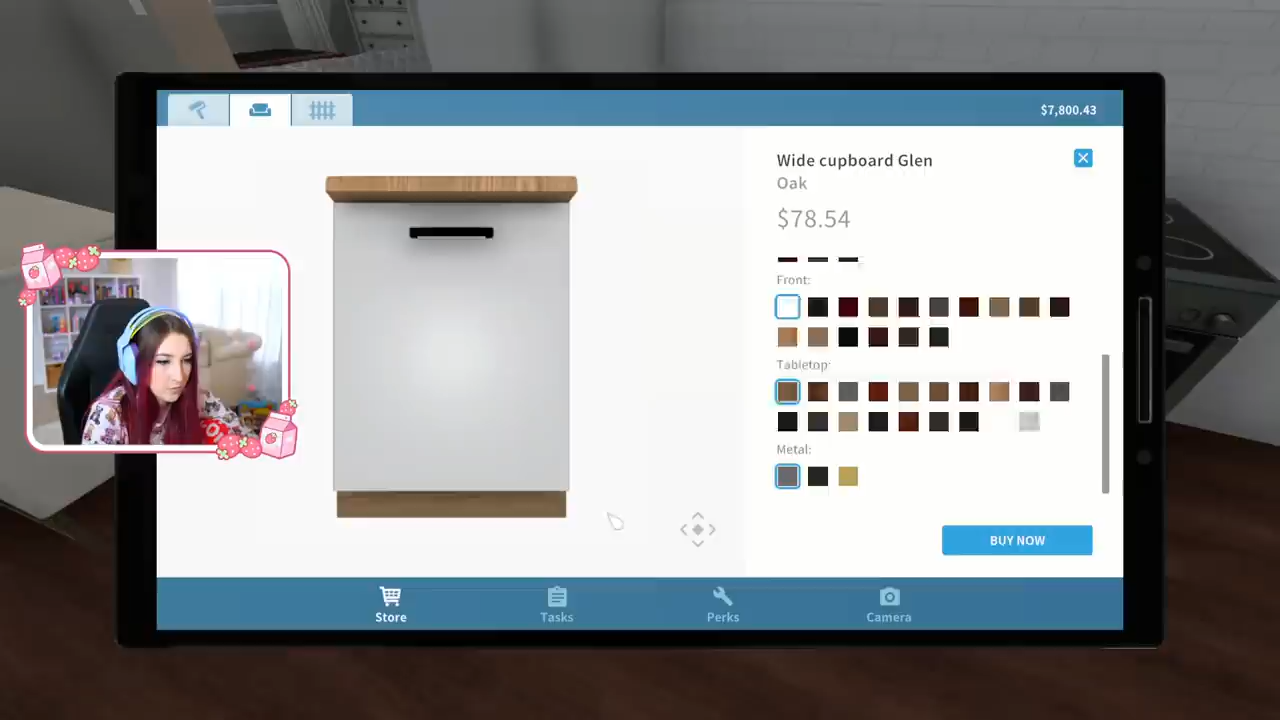 $7,800.43
Wide cupboard Glen
Oak
$78.54
Front:
Tabletop:
Metal:
BUY NOW
Store
Tasks
Perks
Camera